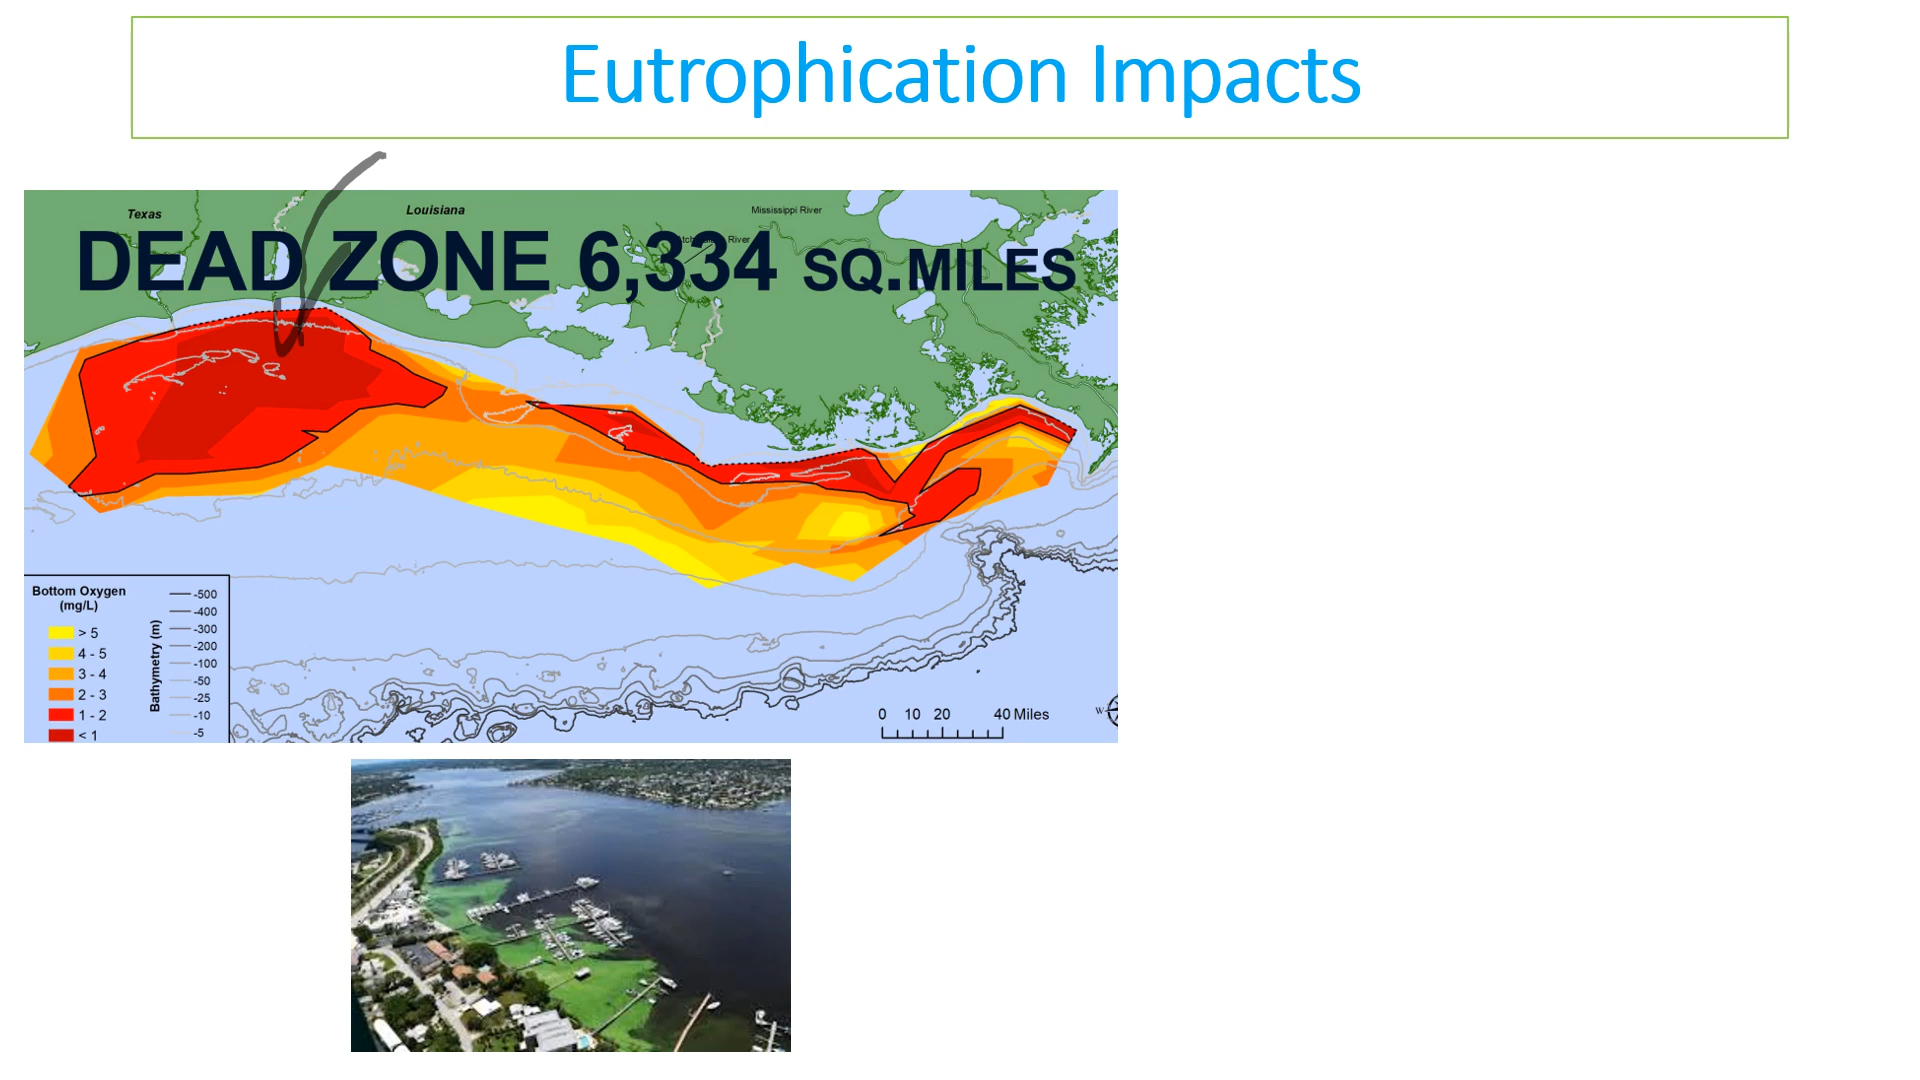 Eutrophication Impacts
Texas
Louisiana
Mississippi River
River
DEAD ZONE 6,334 SQ.MILES
Bottom Oxygen
(mg/L)
> 5
4 - 5
3 - 4
2 - 3
1 - 2
< 1
Bathymetry (m)
-500
-400
-300
-200
-100
-50
-25
-10
-5
0 10 20 40 Miles
W